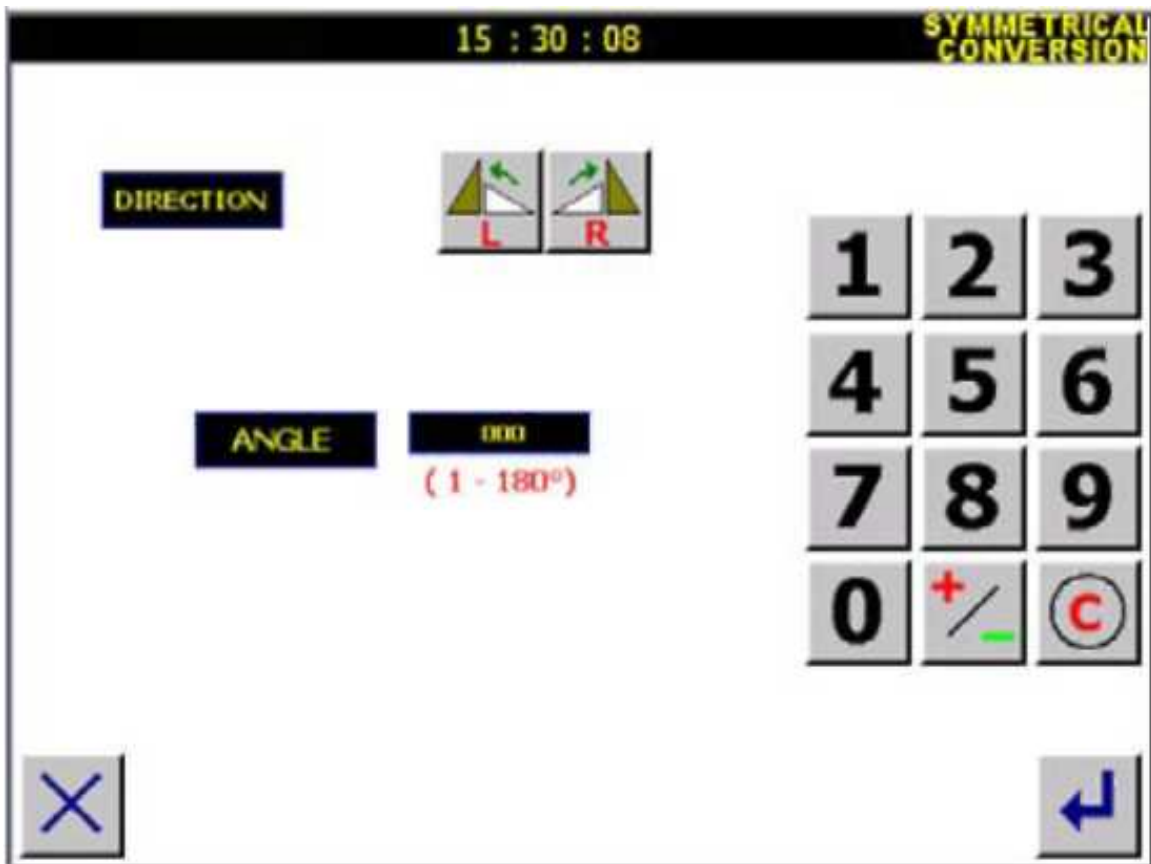 15 : 30 : 08
SYMMETRICAL
CONVERSION
DIRECTION
L R
1 2 3
4 5 6
ANGLE 000
(1 - 180°)
7 8 9
0 +/- C